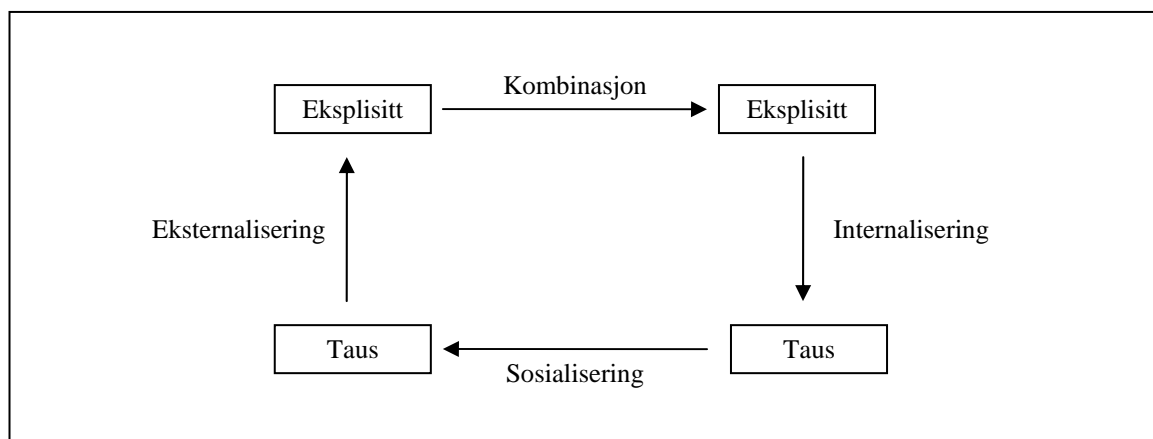 Kombinasjon
Eksplisitt
Eksplisitt
Eksternalisering
Internalisering
Taus
Taus
Sosialisering